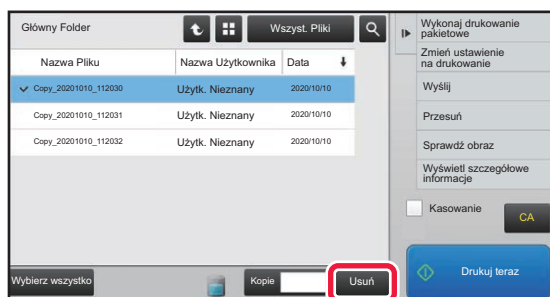 Główny Folder
Wszyst. Pliki
Nazwa Pliku Nazwa Użytkownika Data
Copy_20201010_112030 Użytk. Nieznany 2020/10/10
Copy_20201010_112031 Użytk. Nieznany 2020/10/10
Copy_20201010_112032 Użytk. Nieznany 2020/10/10
Wybierz wszystko
Kopie
Usuń
Wykonaj drukowanie
pakietowe
Zmień ustawienie
na drukowanie
Wyślij
Przesuń
Sprawdź obraz
Wyświetl szczegółowe
informacje
Kasowanie
CA
Drukuj teraz